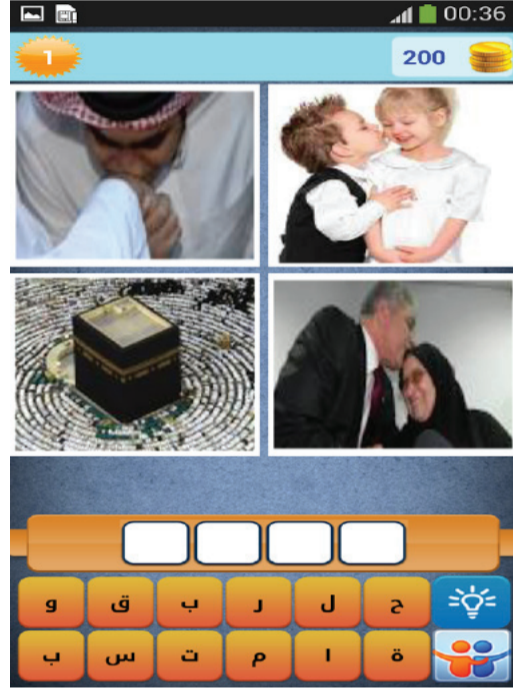 00:36
1 200
ح ل ر ب ق و
ة ا م ت س ب